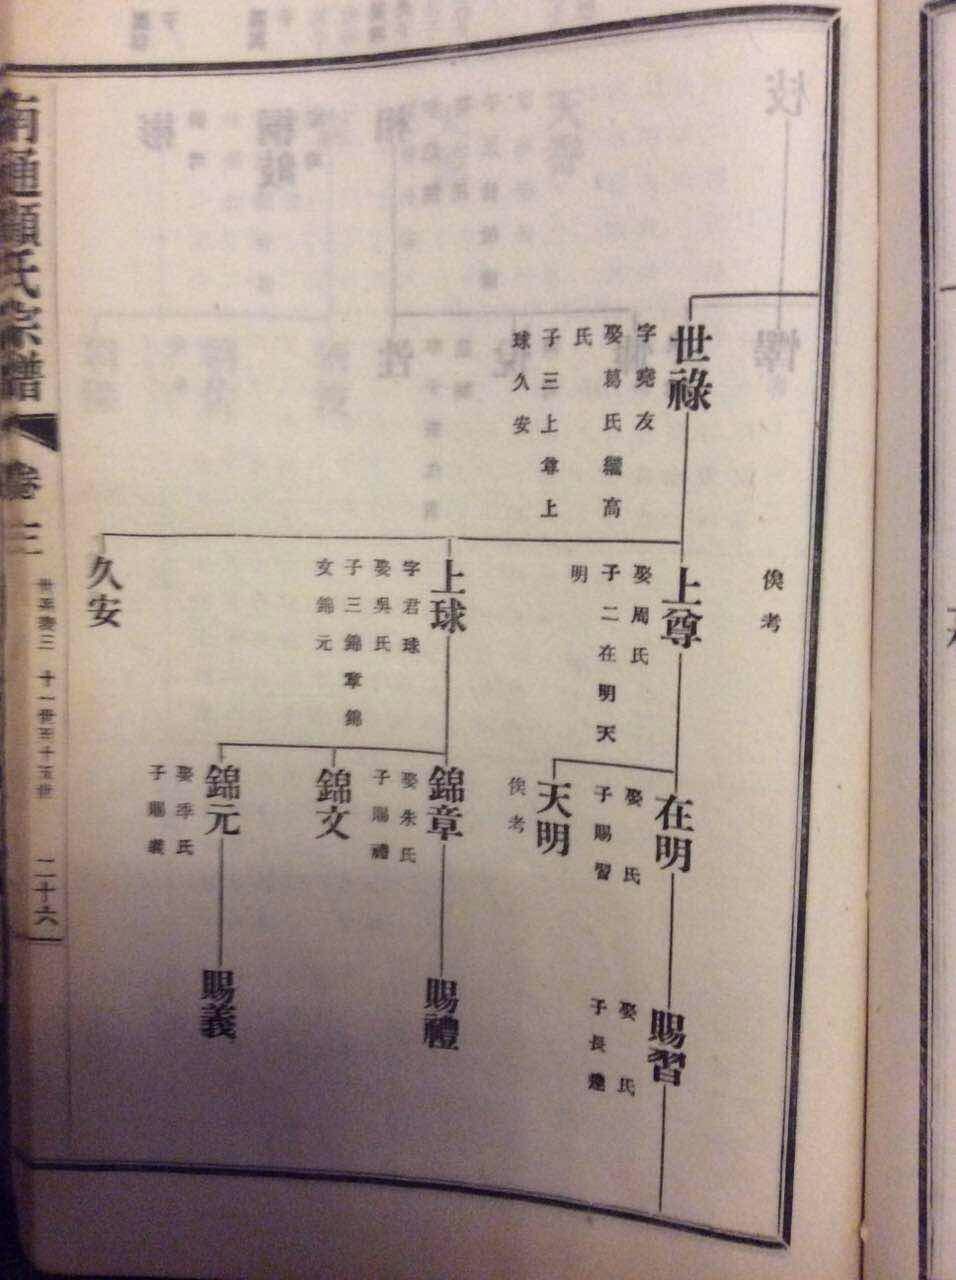 俟考
世祿
字堯友
娶葛氏繼高
氏
子三上尊上
球久安
上尊
娶周氏
子二在明天
明
上球
字君球
娶吳氏
子三錦章錦
文錦元
久安
在明
娶 氏
子賜習
天明
俟考
錦章
娶朱氏
子賜禮
錦文
錦元
娶季氏
子賜義
賜習
娶 氏
子長達
賜禮
賜義
南通顧氏宗譜
卷三
世系表三 十一世至十五世
二十六